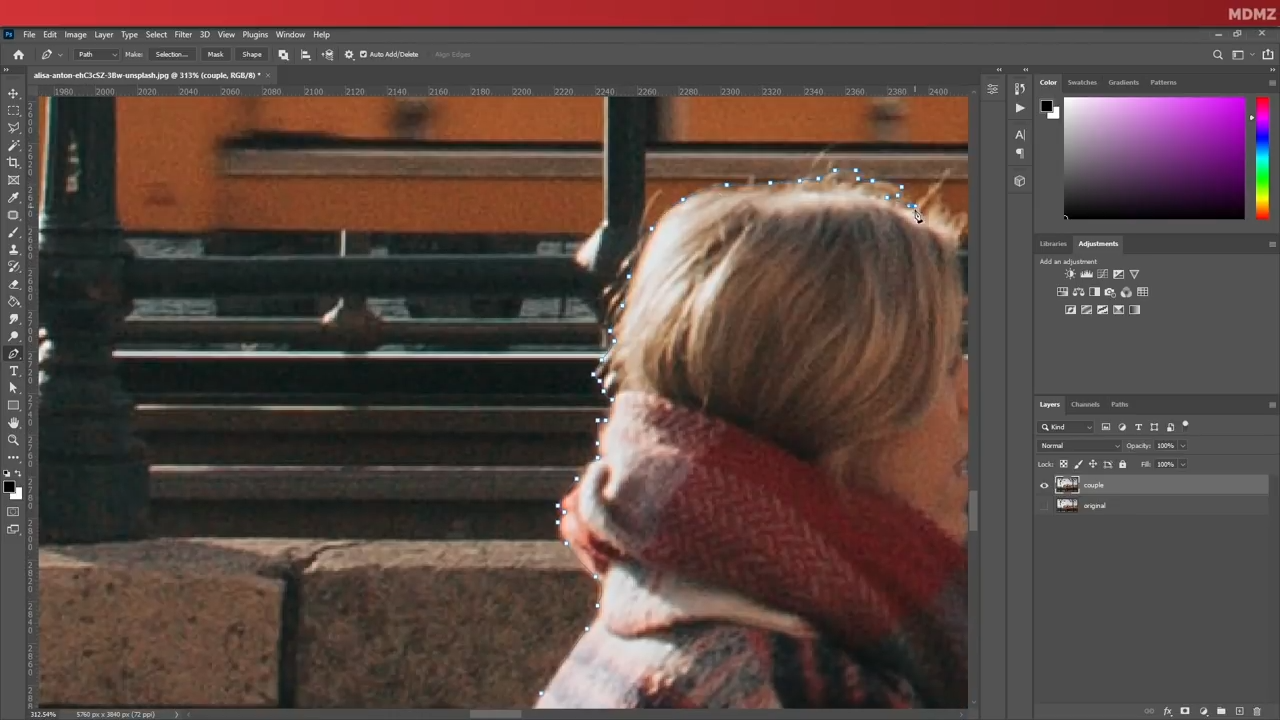 MDMZ
Ps File Edit Image Layer Type Select Filter 3D View Plugins Window Help
Path Make: Selection... Mask Shape Auto Add/Delete Align Edges
alisa-anton-ehC3cSZ-3Bw-unsplash.jpg @ 313% (couple, RGB/8) *
1980 2000 2020 2040 2060 2080 2100 2120 2140 2160 2180 2200 2220 2240 2260 2280 2300 2320 2340 2360 2380 2400
Color Swatches Gradients Patterns
Libraries Adjustments
Add an adjustment
Layers Channels Paths
Kind
Normal Opacity: 100%
Lock: Fill: 100%
couple
original
312.54% 5760 px x 3840 px (72 ppi)